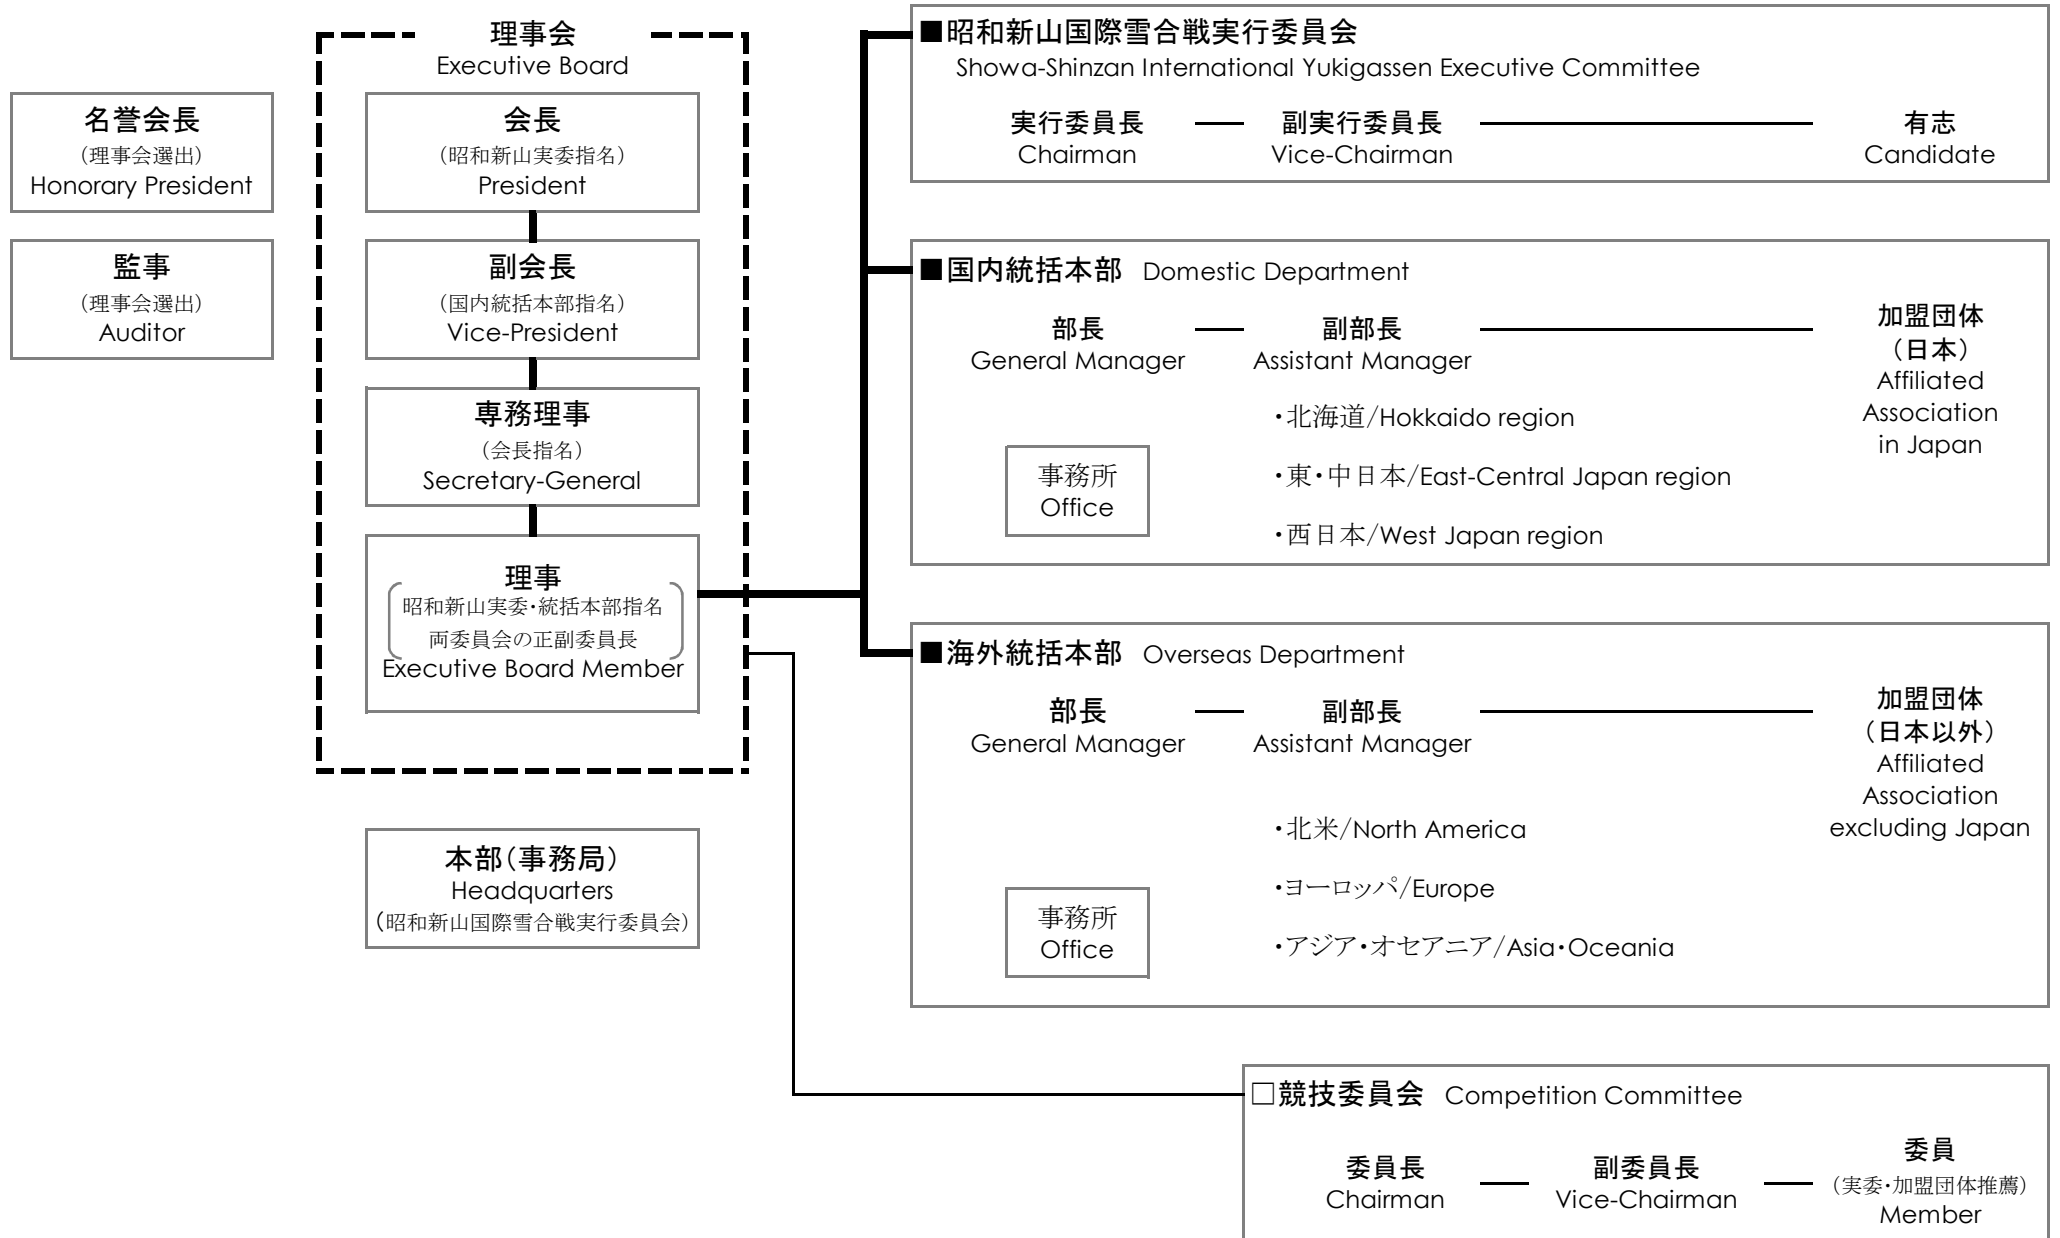 理事会
Executive Board
名誉会長
（理事会選出）
Honorary President
監事
（理事会選出）
Auditor
会長
（昭和新山実委指名）
President
副会長
（国内統括本部指名）
Vice-President
専務理事
（会長指名）
Secretary-General
理事
昭和新山実委・統括本部指名
両委員会の正副委員長
Executive Board Member
本部（事務局）
Headquarters
（昭和新山国際雪合戦実行委員会）
■昭和新山国際雪合戦実行委員会
Showa-Shinzan International Yukigassen Executive Committee
実行委員長
Chairman
副実行委員長
Vice-Chairman
有志
Candidate
■国内統括本部 Domestic Department
部長
General Manager
副部長
Assistant Manager
・北海道/Hokkaido region
・東・中日本/East-Central Japan region
・西日本/West Japan region
事務所
Office
加盟団体
（日本）
Affiliated
Association
in Japan
■海外統括本部 Overseas Department
部長
General Manager
副部長
Assistant Manager
・北米/North America
・ヨーロッパ/Europe
・アジア・オセアニア/Asia・Oceania
事務所
Office
加盟団体
（日本以外）
Affiliated
Association
excluding Japan
□競技委員会 Competition Committee
委員長
Chairman
副委員長
Vice-Chairman
委員
（実委・加盟団体推薦）
Member